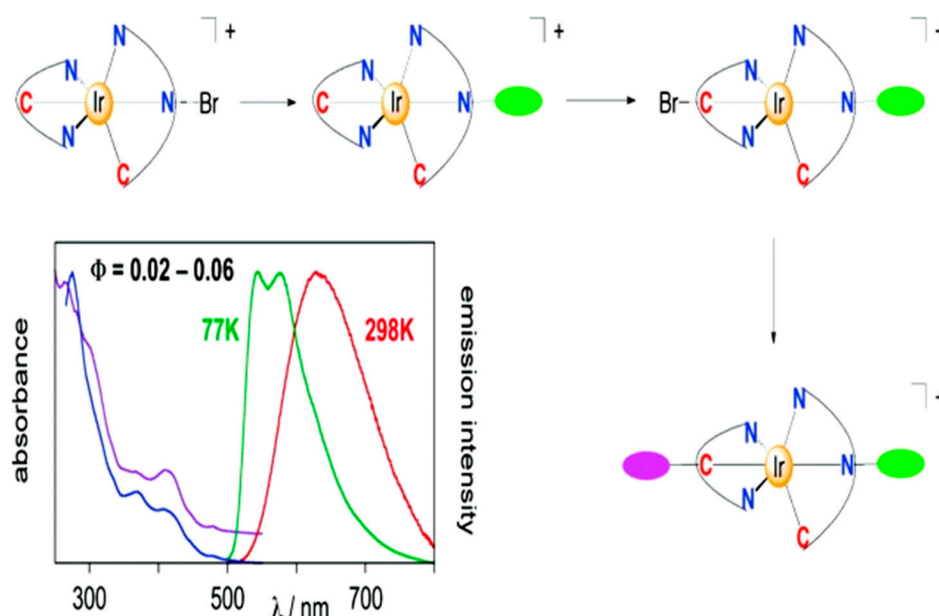 N N Ir C N C N Br ] +
N N Ir C N C N ] +
N N Ir Br C N C N ] +
Φ = 0.02 – 0.06
77K
298K
absorbance
emission intensity
300 500 700
λ / nm
N N Ir C N C N ] +